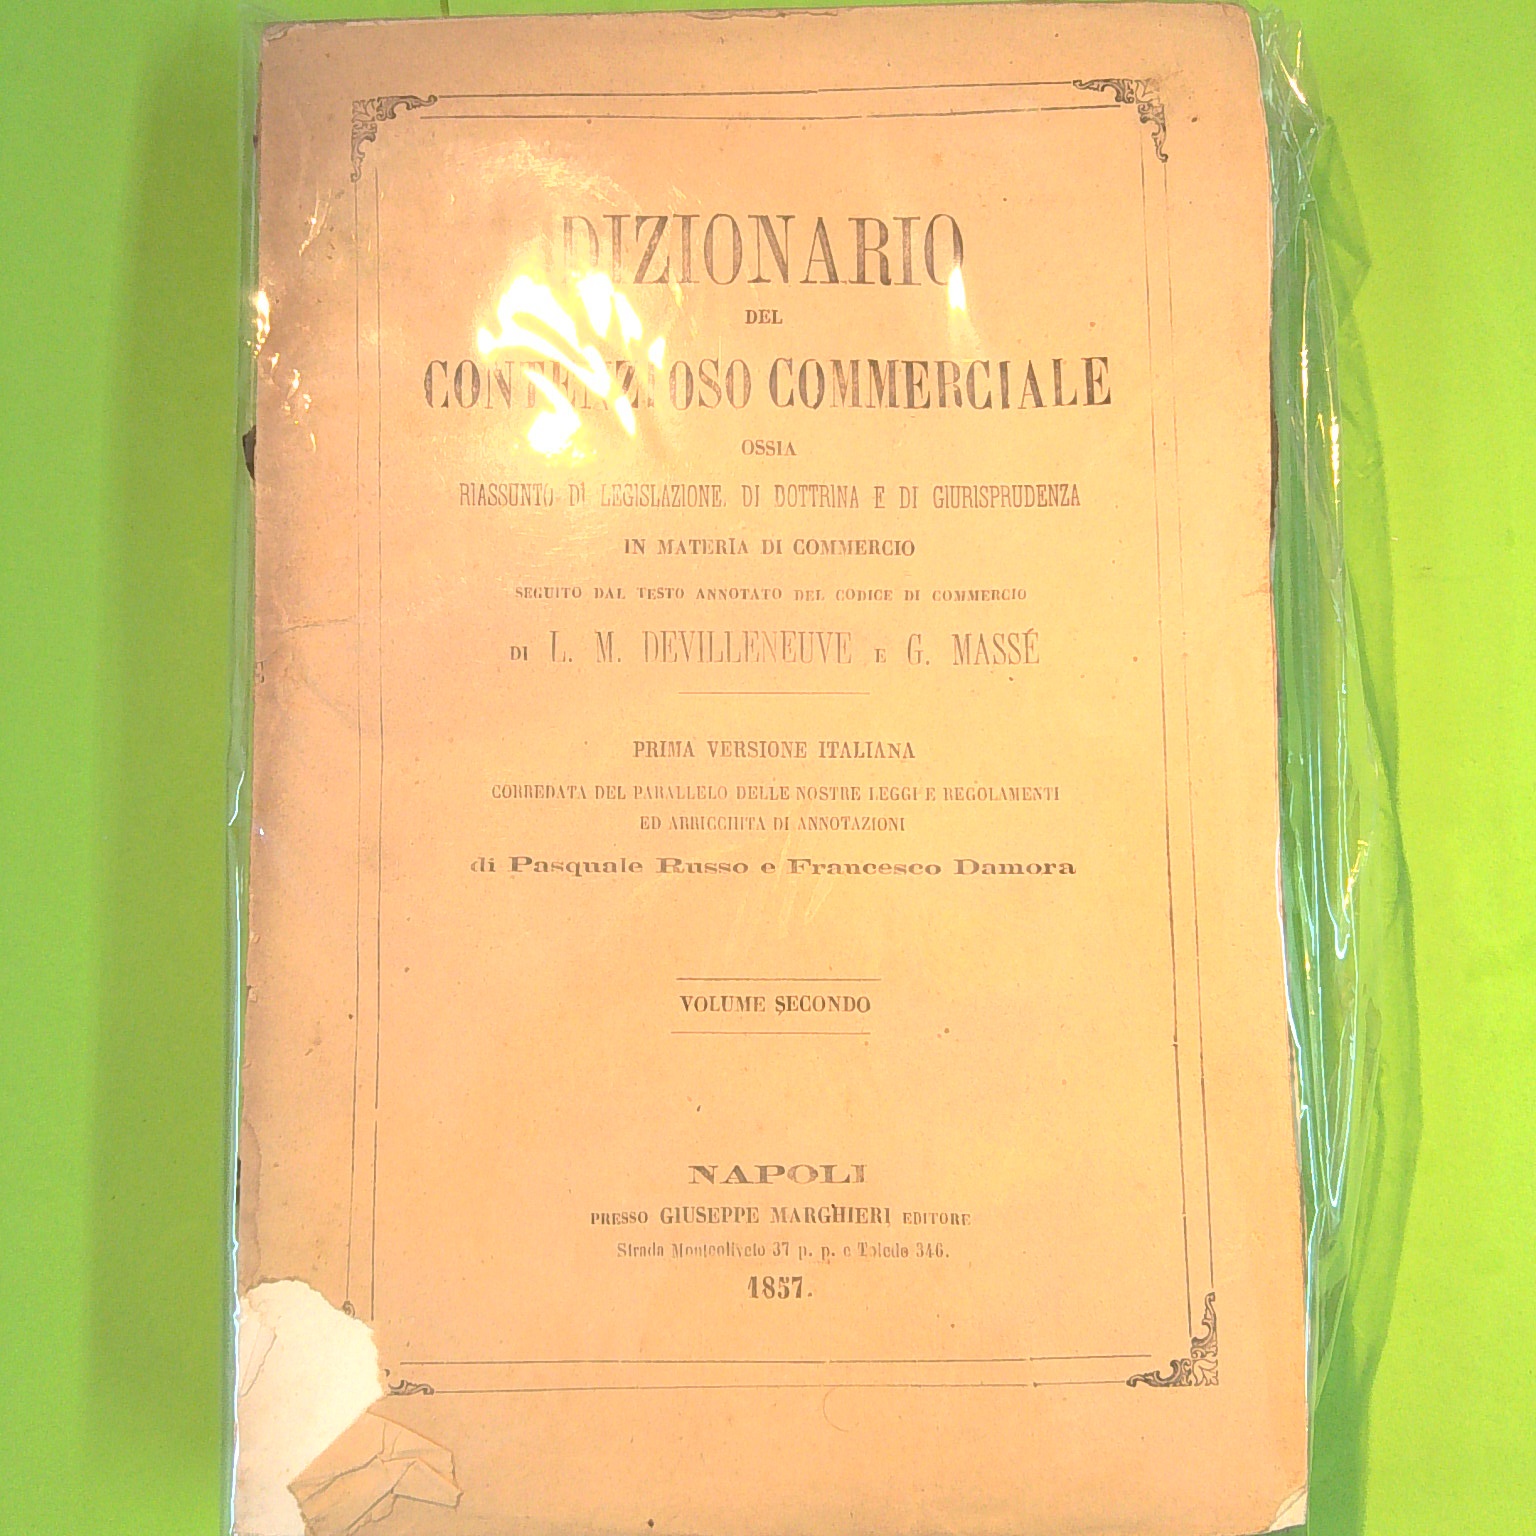 DIZIONARIO
DEL
CONTENZIOSO COMMERCIALE
OSSIA
RIASSUNTO DI LEGISLAZIONE, DI DOTTRINA E DI GIURISPRUDENZA
IN MATERIA DI COMMERCIO
SEGUITO DAL TESTO ANNOTATO DEL CODICE DI COMMERCIO
DI L. M. DEVILLENEUVE E G. MASSÉ
PRIMA VERSIONE ITALIANA
CORREDATA DEL PARALLELO DELLE NOSTRE LEGGI E REGOLAMENTI
ED ARRICCHITA DI ANNOTAZIONI
di Pasquale Russo e Francesco Damora
VOLUME SECONDO
NAPOLI
PRESSO GIUSEPPE MARGHIERI EDITORE
Strada Monteoliveto 37 p. p. e Toledo 346.
1857.